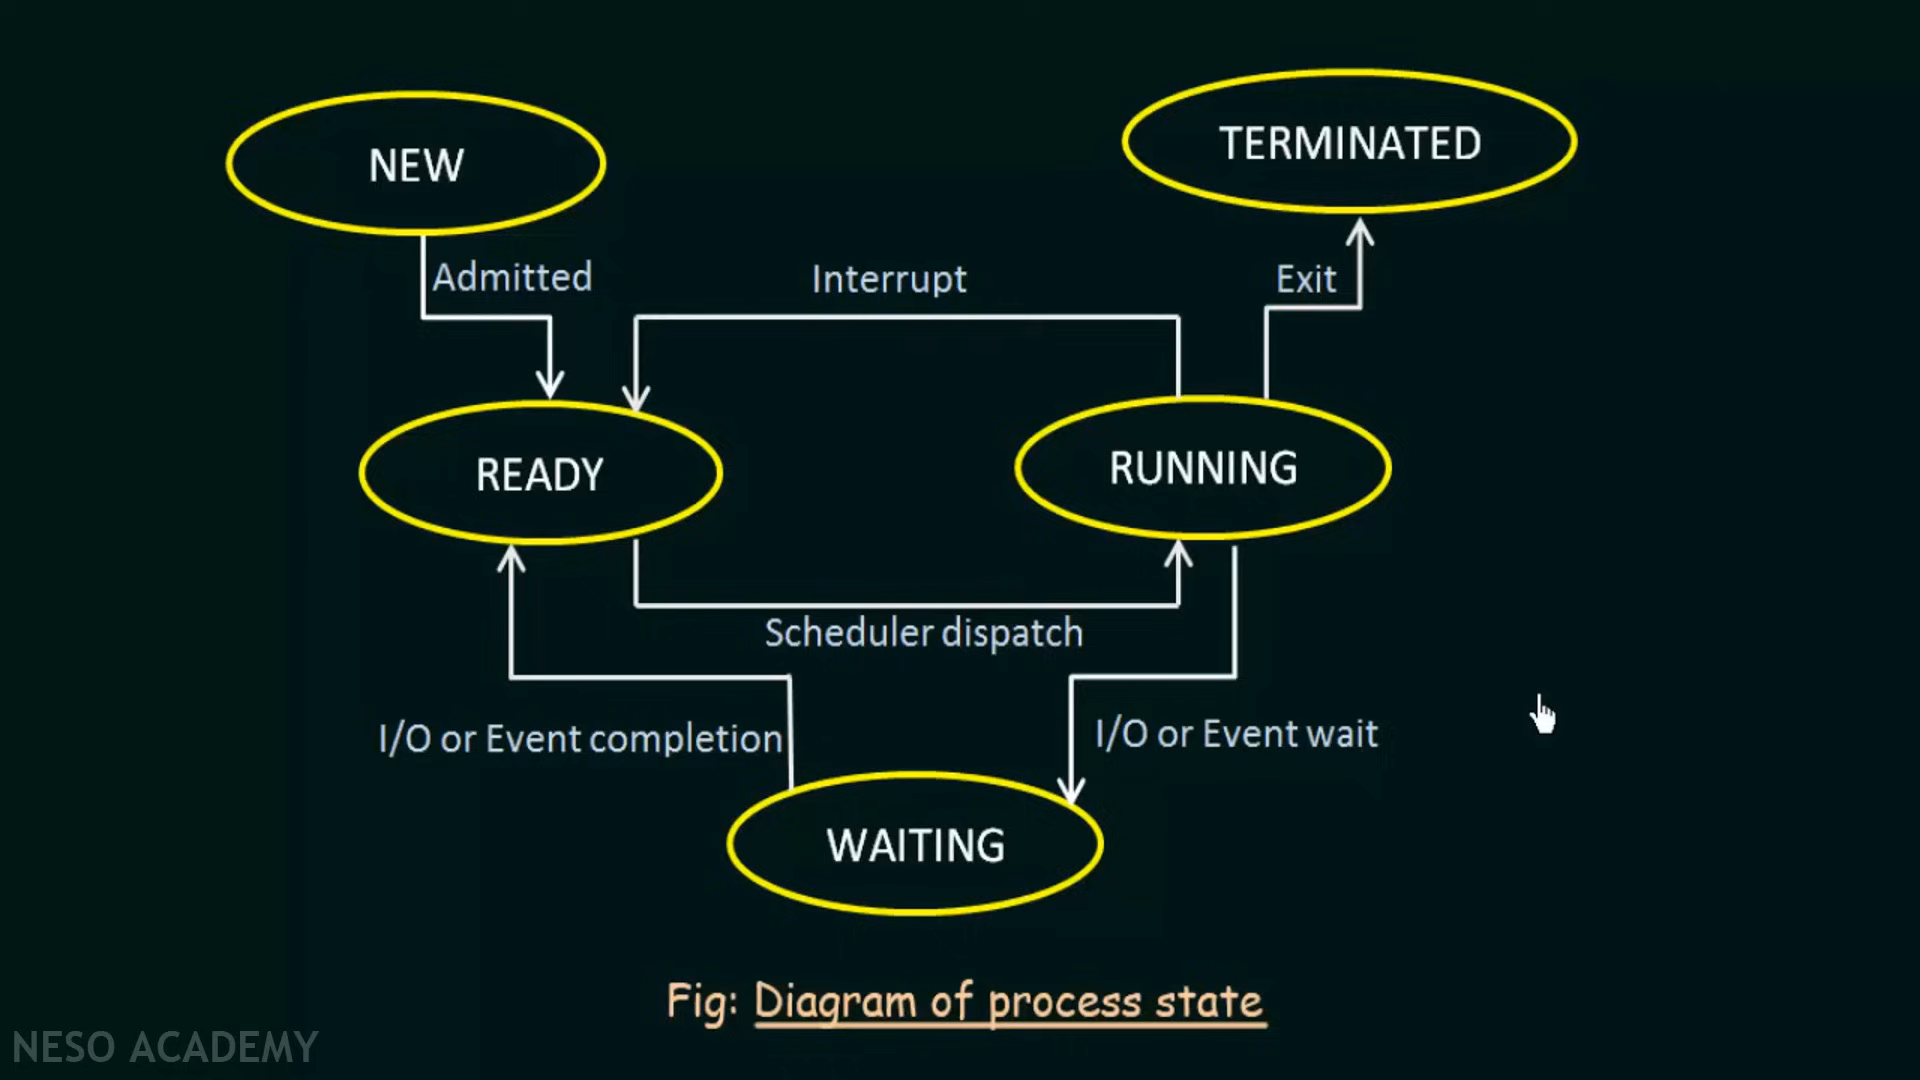 NEW
TERMINATED
Admitted
Interrupt
Exit
READY
RUNNING
Scheduler dispatch
I/O or Event completion
I/O or Event wait
WAITING
Fig: Diagram of process state
NESO ACADEMY